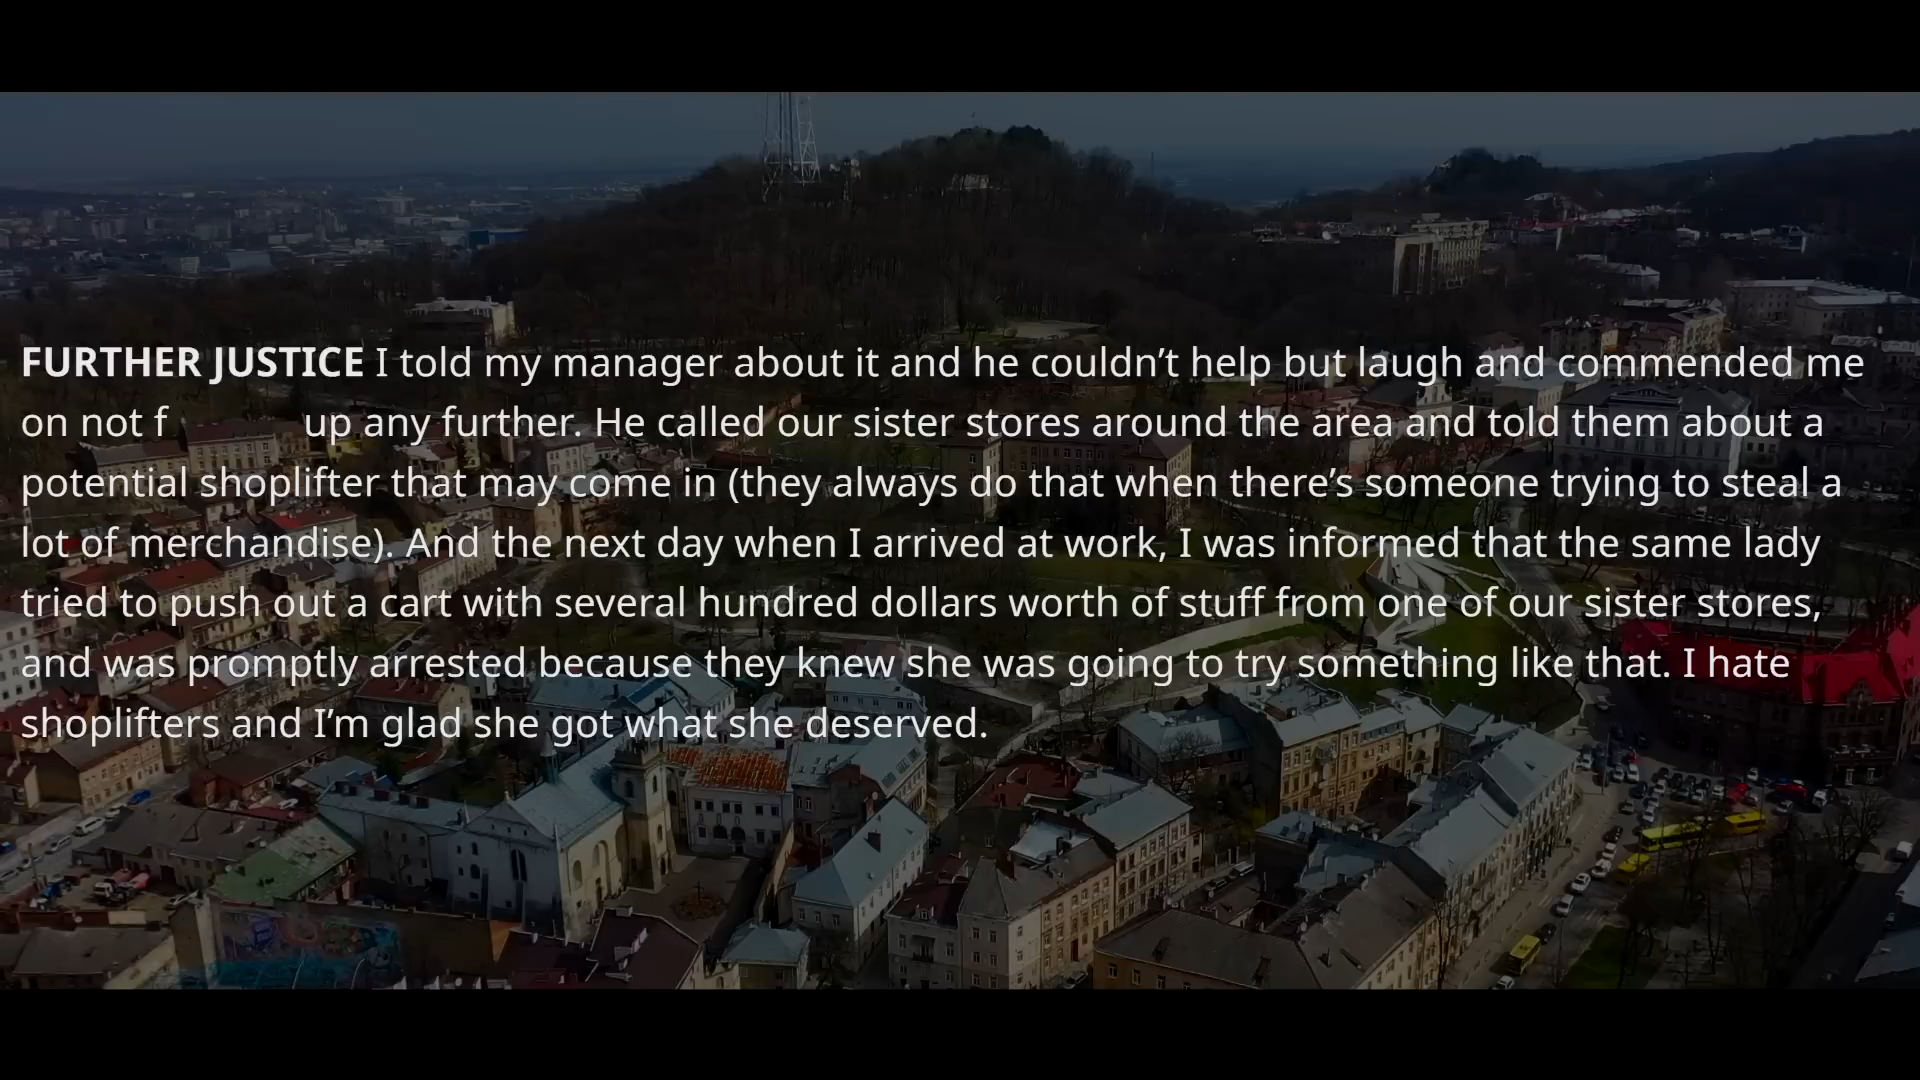 FURTHER JUSTICE I told my manager about it and he couldn’t help but laugh and commended me
on not f up any further. He called our sister stores around the area and told them about a
potential shoplifter that may come in (they always do that when there’s someone trying to steal a
lot of merchandise). And the next day when I arrived at work, I was informed that the same lady
tried to push out a cart with several hundred dollars worth of stuff from one of our sister stores,
and was promptly arrested because they knew she was going to try something like that. I hate
shoplifters and I’m glad she got what she deserved.